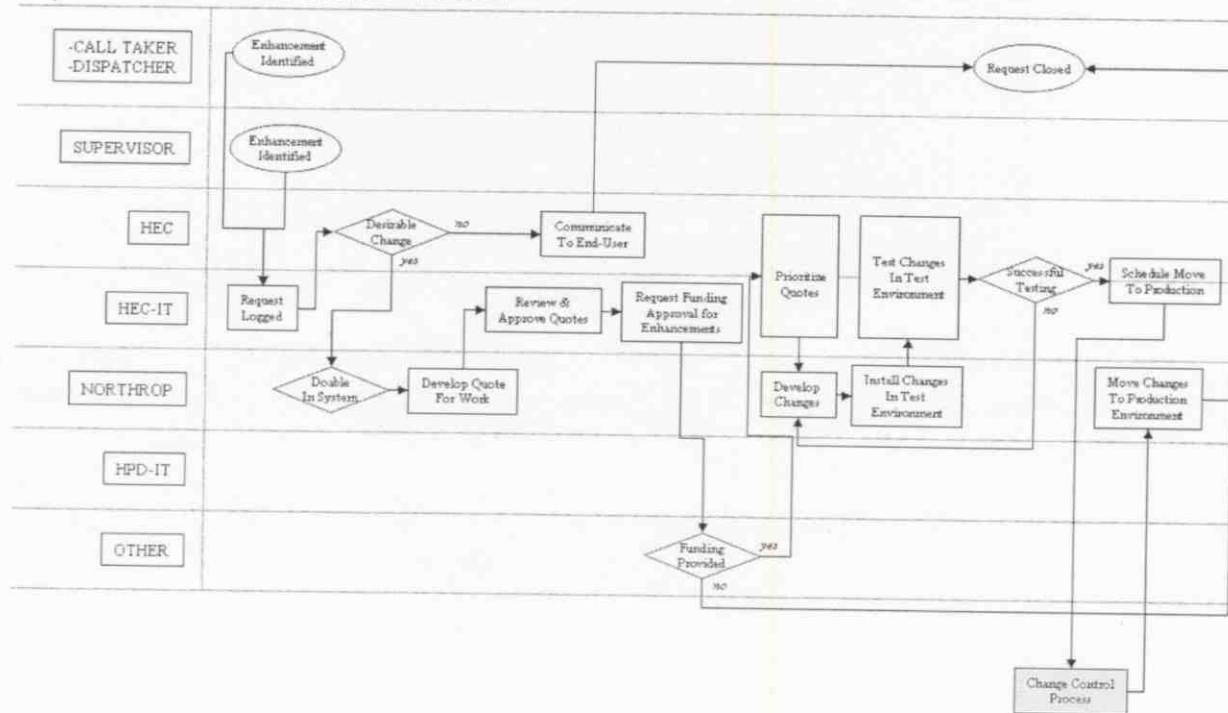 -CALL TAKER
-DISPATCHER
Enhancement
Identified
Request Closed
SUPERVISOR
Enhancement
Identified
HEC
Desirable
Change
no
yes
Communicate
To End-User
Prioritize
Quotes
Test Changes
In Test
Environment
Successful
Testing
yes
no
Schedule Move
To Production
HEC-IT
Request
Logged
Review &
Approve Quotes
Request Funding
Approval for
Enhancements
NORTHROP
Doable
In System
Develop Quote
For Work
Develop
Changes
Install Changes
In Test
Environment
Move Changes
To Production
Environment
HPD-IT
OTHER
Funding
Provided
yes
no
Change Control
Process